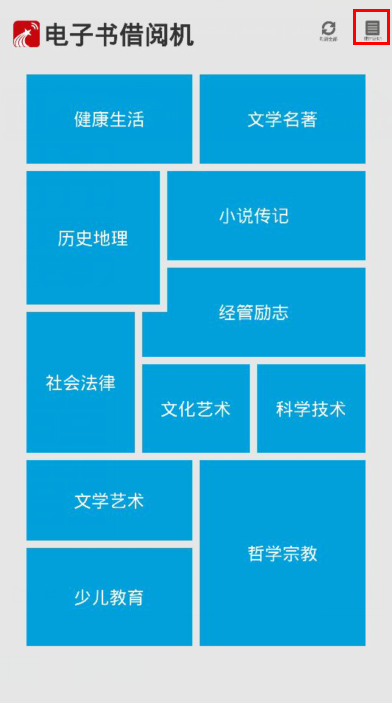 电子书借阅机
健康生活
文学名著
历史地理
小说传记
经管励志
社会法律
文化艺术
科学技术
文学艺术
哲学宗教
少儿教育